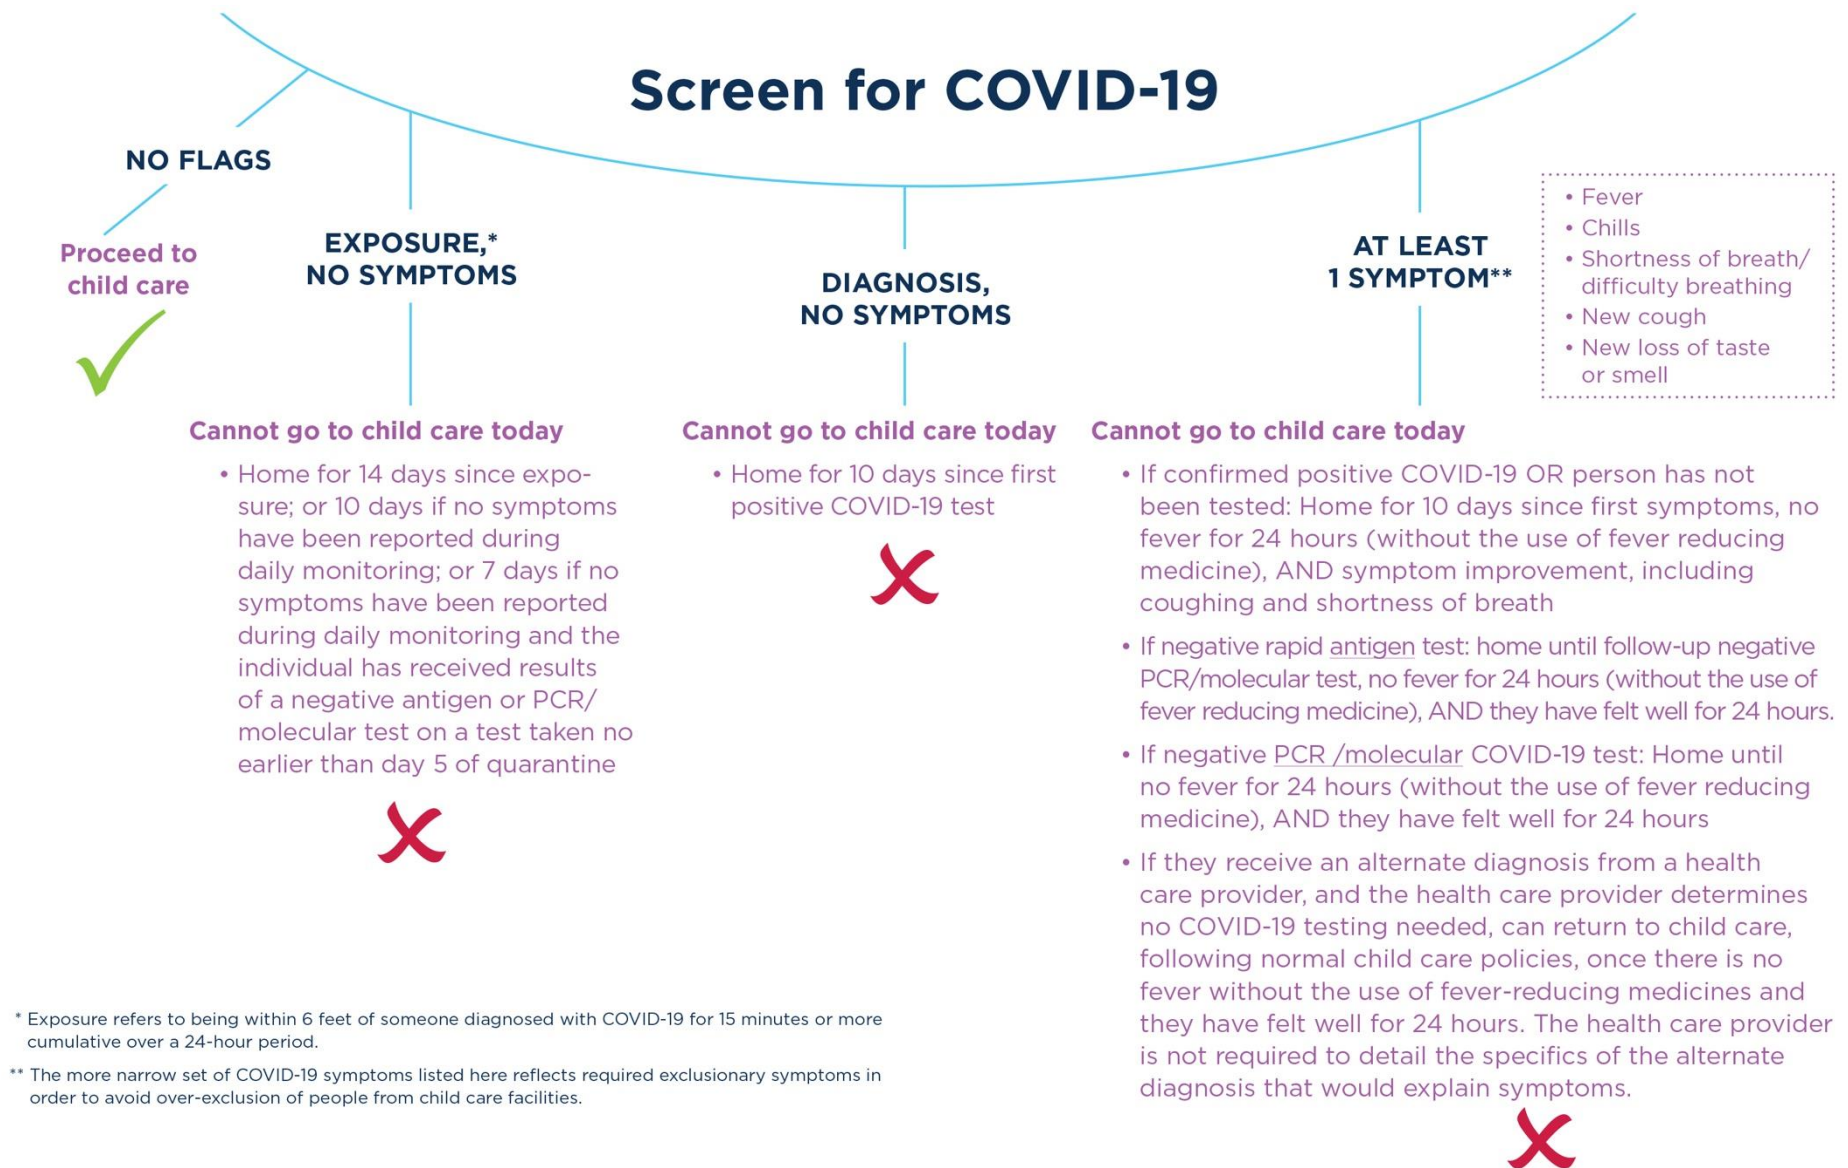 Screen for COVID-19
NO FLAGS
Proceed to
child care
EXPOSURE,*
NO SYMPTOMS
Cannot go to child care today
• Home for 14 days since expo-
sure; or 10 days if no symptoms
have been reported during
daily monitoring; or 7 days if no
symptoms have been reported
during daily monitoring and the
individual has received results
of a negative antigen or PCR/
molecular test on a test taken no
earlier than day 5 of quarantine
DIAGNOSIS,
NO SYMPTOMS
Cannot go to child care today
• Home for 10 days since first
positive COVID-19 test
AT LEAST
1 SYMPTOM**
• Fever
• Chills
• Shortness of breath/
difficulty breathing
• New cough
• New loss of taste
or smell
Cannot go to child care today
• If confirmed positive COVID-19 OR person has not
been tested: Home for 10 days since first symptoms, no
fever for 24 hours (without the use of fever reducing
medicine), AND symptom improvement, including
coughing and shortness of breath
• If negative rapid antigen test: home until follow-up negative
PCR/molecular test, no fever for 24 hours (without the use of
fever reducing medicine), AND they have felt well for 24 hours.
• If negative PCR /molecular COVID-19 test: Home until
no fever for 24 hours (without the use of fever reducing
medicine), AND they have felt well for 24 hours
• If they receive an alternate diagnosis from a health
care provider, and the health care provider determines
no COVID-19 testing needed, can return to child care,
following normal child care policies, once there is no
fever without the use of fever-reducing medicines and
they have felt well for 24 hours. The health care provider
is not required to detail the specifics of the alternate
diagnosis that would explain symptoms.
* Exposure refers to being within 6 feet of someone diagnosed with COVID-19 for 15 minutes or more
cumulative over a 24-hour period.
** The more narrow set of COVID-19 symptoms listed here reflects required exclusionary symptoms in
order to avoid over-exclusion of people from child care facilities.